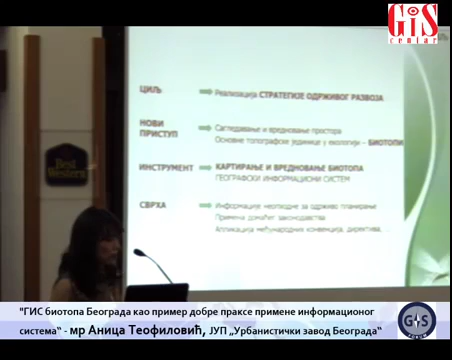 GiS
centar
ЦИЉ
Реализација СТРАТЕГИЈЕ ОДРЖИВОГ РАЗВОЈА
НОВИ
ПРИСТУП
Сагледавање и вредновање простора
Основне топографске јединице у екологији – БИОТОПИ
ИНСТРУМЕНТ
КАРТИРАЊЕ И ВРЕДНОВАЊЕ БИОТОПА
ГЕОГРАФСКИ ИНФОРМАЦИОНИ СИСТЕМ
СВРХА
Информације неопходне за одрживо планирање
Примена домаћег законодавства
Апликација међународних конвенција, директива, ..
Best
Western
"ГИС биотопа Београда као пример добре праксе примене информационог
система" - мр Аница Теофиловић, ЈУП „Урбанистички завод Београда"
GIS